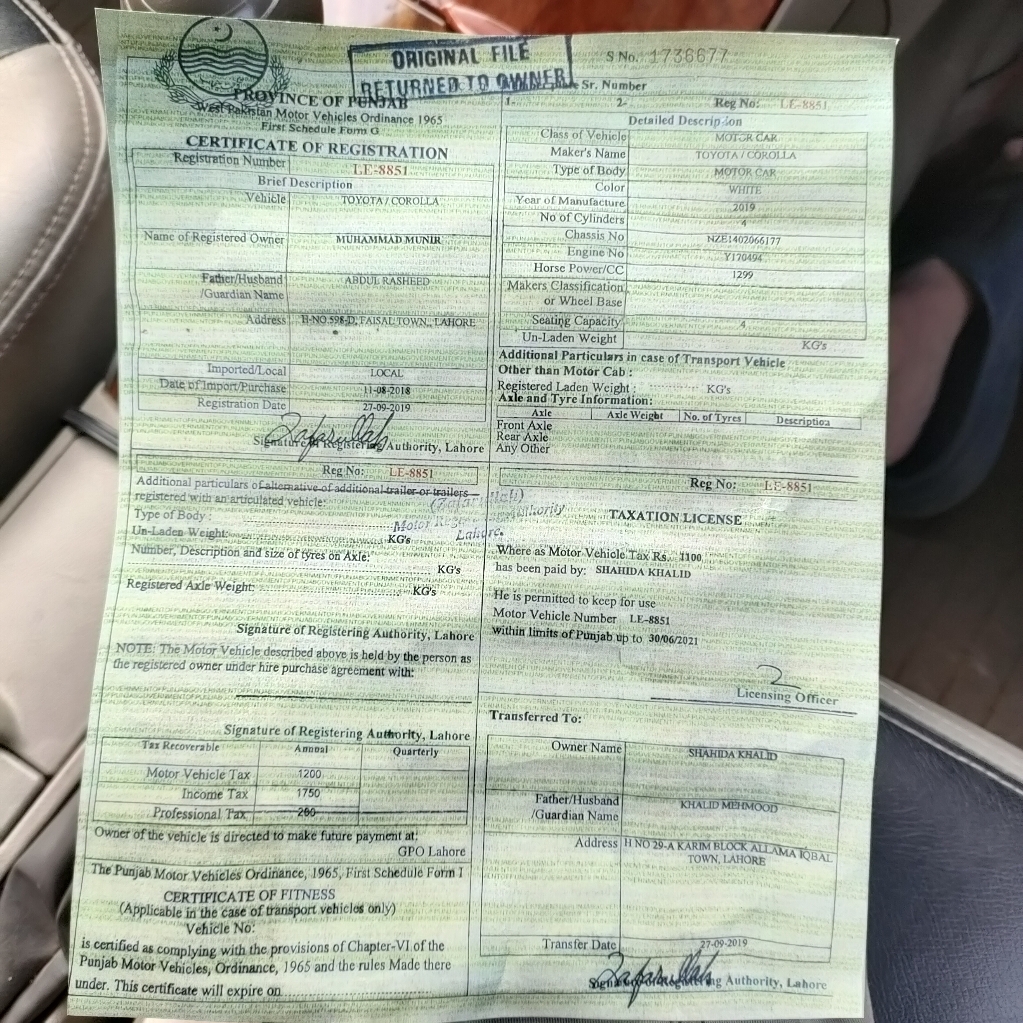 ORIGINAL FILE
RETURNED TO OWNER
S No. 1736677
PROVINCE OF PUNJAB
West Pakistan Motor Vehicles Ordinance 1965
First Schedule Form G
CERTIFICATE OF REGISTRATION
Registration Number LE-8851
Brief Description
Vehicle TOYOTA / COROLLA
Name of Registered Owner MUHAMMAD MUNIR
Father/Husband ABDUL RASHEED
/Guardian Name
Address H-NO 598-D, FAISAL TOWN,, LAHORE
Imported/Local LOCAL
Date of Import/Purchase 11-08-2018
Registration Date 27-09-2019
Signature of Registering Authority, Lahore
Sr. Number
1- 2- Reg No: LE-8851
Detailed Description
Class of Vehicle MOTOR CAR
Maker's Name TOYOTA / COROLLA
Type of Body MOTOR CAR
Color WHITE
Year of Manufacture 2019
No of Cylinders 4
Chassis No NZE1402066177
Engine No Y170494
Horse Power/CC 1299
Makers Classification
or Wheel Base
Seating Capacity 4
Un-Laden Weight KG's
Additional Particulars in case of Transport Vehicle
Other than Motor Cab :
Registered Laden Weight : KG's
Axle and Tyre Information:
Axle Axle Weight No. of Tyres Description
Front Axle
Rear Axle
Any Other
Reg No: LE-8851
Additional particulars of alternative of additional trailer or trailers
registered with an articulated vehicle:
Type of Body :
Un-Laden Weight: KG's
Number, Description and size of tyres on Axle:
KG's
Registered Axle Weight: KG's
Signature of Registering Authority, Lahore
NOTE: The Motor Vehicle described above is held by the person as
the registered owner under hire purchase agreement with:
Signature of Registering Authority, Lahore
(Zafarullah)
Motor Authority
Lahore.
Tax Recoverable Annual Quarterly
Motor Vehicle Tax 1200
Income Tax 1750
Professional Tax 200
Owner of the vehicle is directed to make future payment at:
GPO Lahore
The Punjab Motor Vehicles Ordinance, 1965, First Schedule Form I
CERTIFICATE OF FITNESS
(Applicable in the case of transport vehicles only)
Vehicle No:
is certified as complying with the provisions of Chapter-VI of the
Punjab Motor Vehicles, Ordinance, 1965 and the rules Made there
under. This certificate will expire on
Reg No: LE-8851
TAXATION LICENSE
Where as Motor Vehicle Tax Rs. 1100
has been paid by: SHAHIDA KHALID
He is permitted to keep for use
Motor Vehicle Number LE-8851
within limits of Punjab up to 30/06/2021
Licensing Officer
Transferred To:
Owner Name SHAHIDA KHALID
Father/Husband KHALID MEHMOOD
/Guardian Name
Address H NO 29-A KARIM BLOCK ALLAMA IQBAL
TOWN, LAHORE
Transfer Date 27-09-2019
Zafarullah
Signature of Registering Authority, Lahore